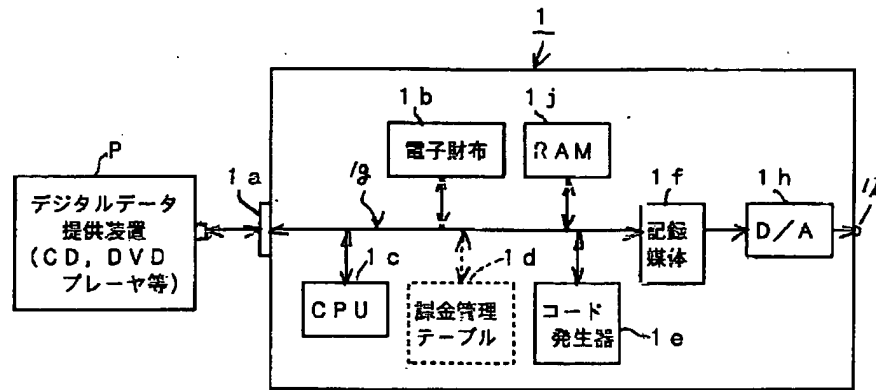 1
1b
1j
P
電子財布
RAM
1a
1g
1f
1h
デジタルデータ
提供装置
(CD,DVD
プレーヤ等)
記録
媒体
D/A
1c
1d
CPU
課金管理
テーブル
コード
発生器
1e